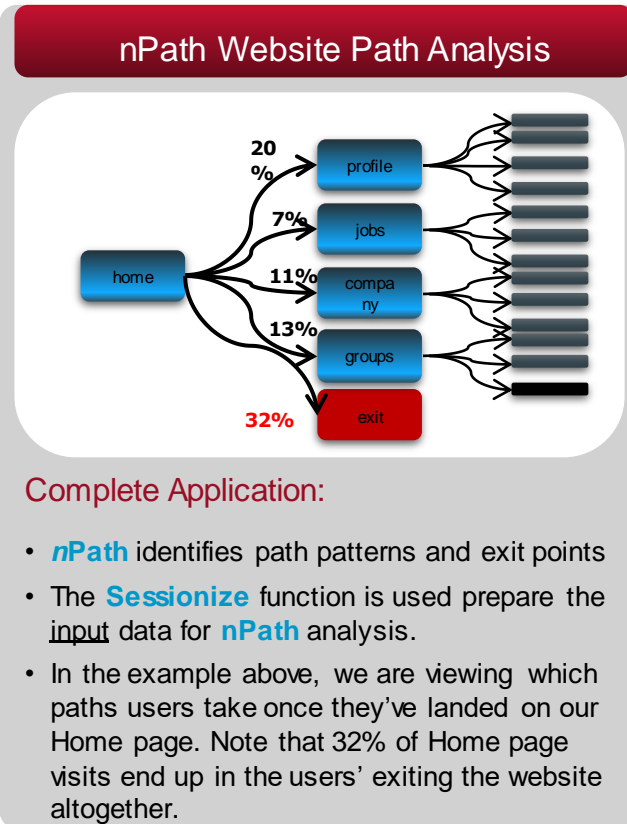 nPath Website Path Analysis
20
%
profile
7%
jobs
home
11%
compa
ny
13%
groups
32%
exit
Complete Application:
• nPath identifies path patterns and exit points
• The Sessionize function is used prepare the
input data for nPath analysis.
• In the example above, we are viewing which
paths users take once they’ve landed on our
Home page. Note that 32% of Home page
visits end up in the users’ exiting the website
altogether.